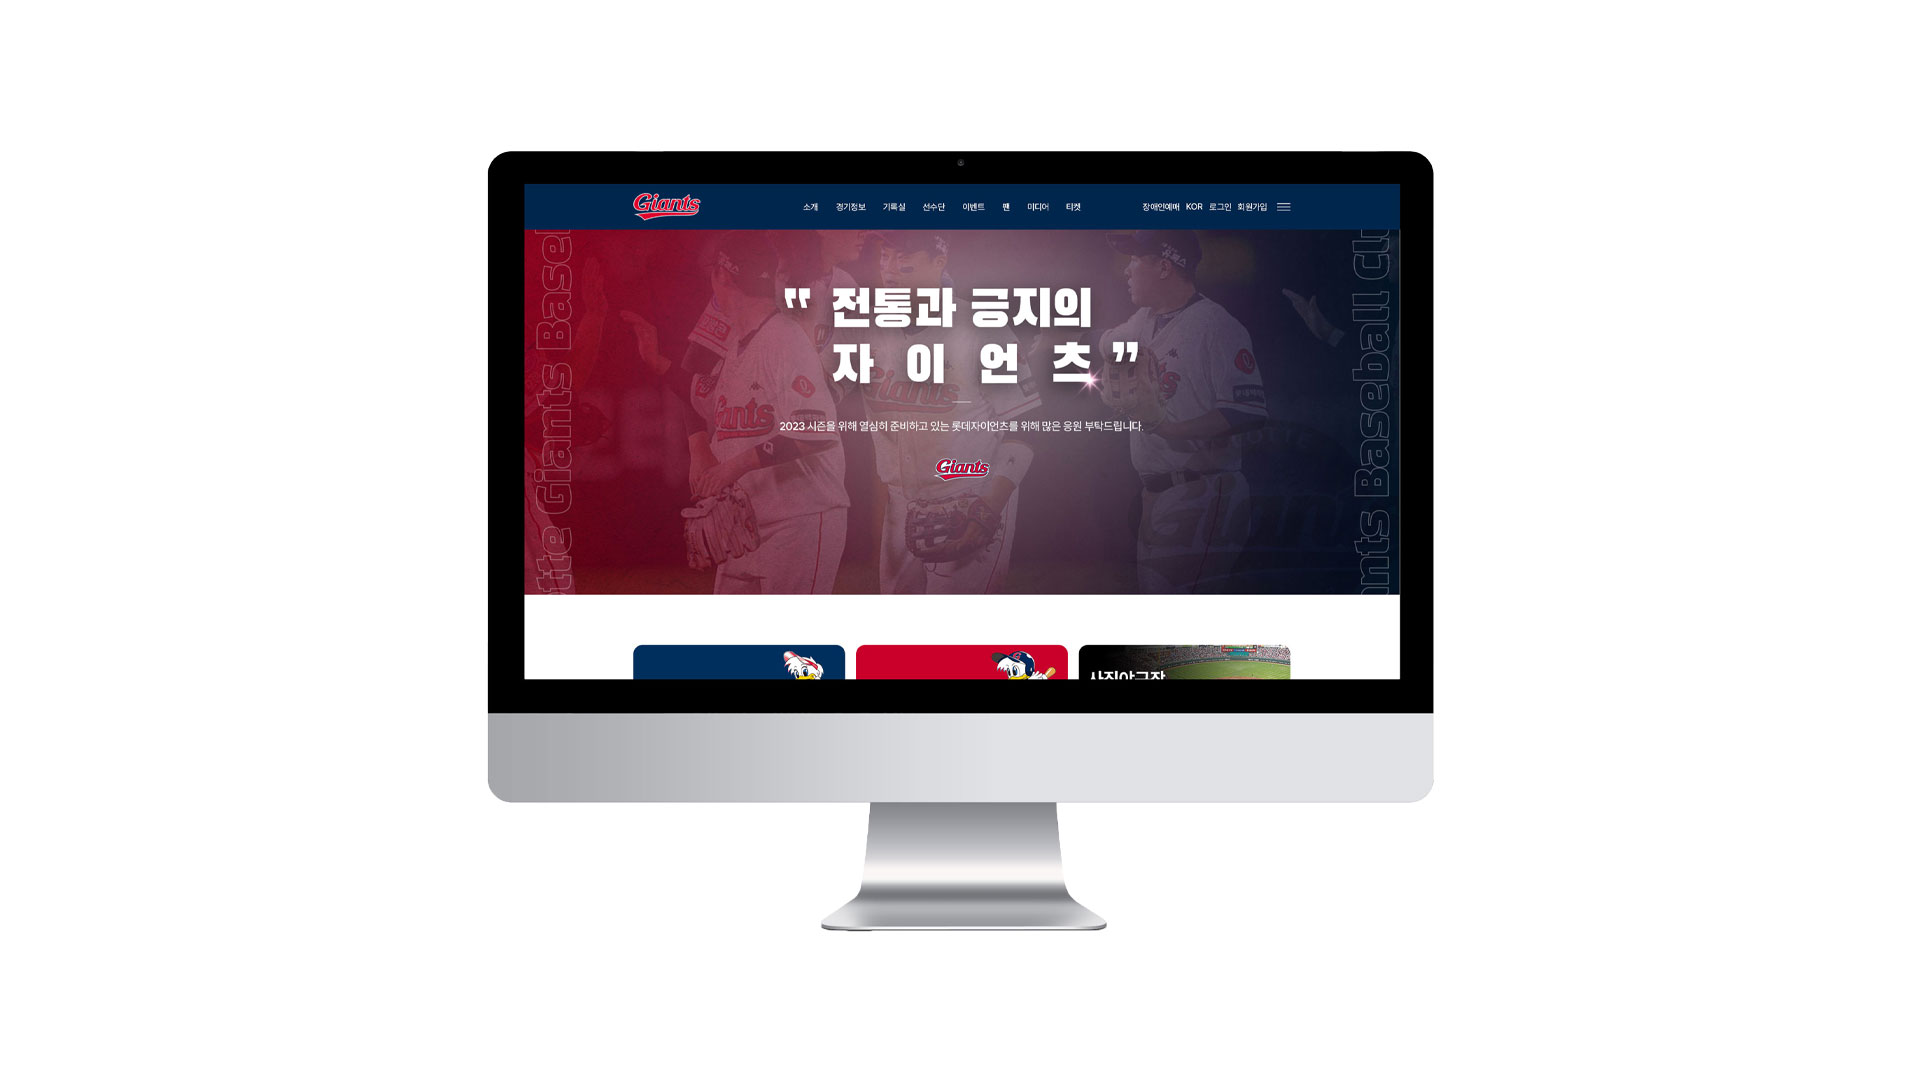 Giants
소개 경기정보 기록실 선수단 이벤트 팬 미디어 티켓
장애인예매 KOR 로그인 회원가입
" 전통과 긍지의
자이언츠 "
2023 시즌을 위해 열심히 준비하고 있는 롯데자이언츠를 위해 많은 응원 부탁드립니다.
Giants
otte Giants Basel
ants Baseball Clu
사직야구장